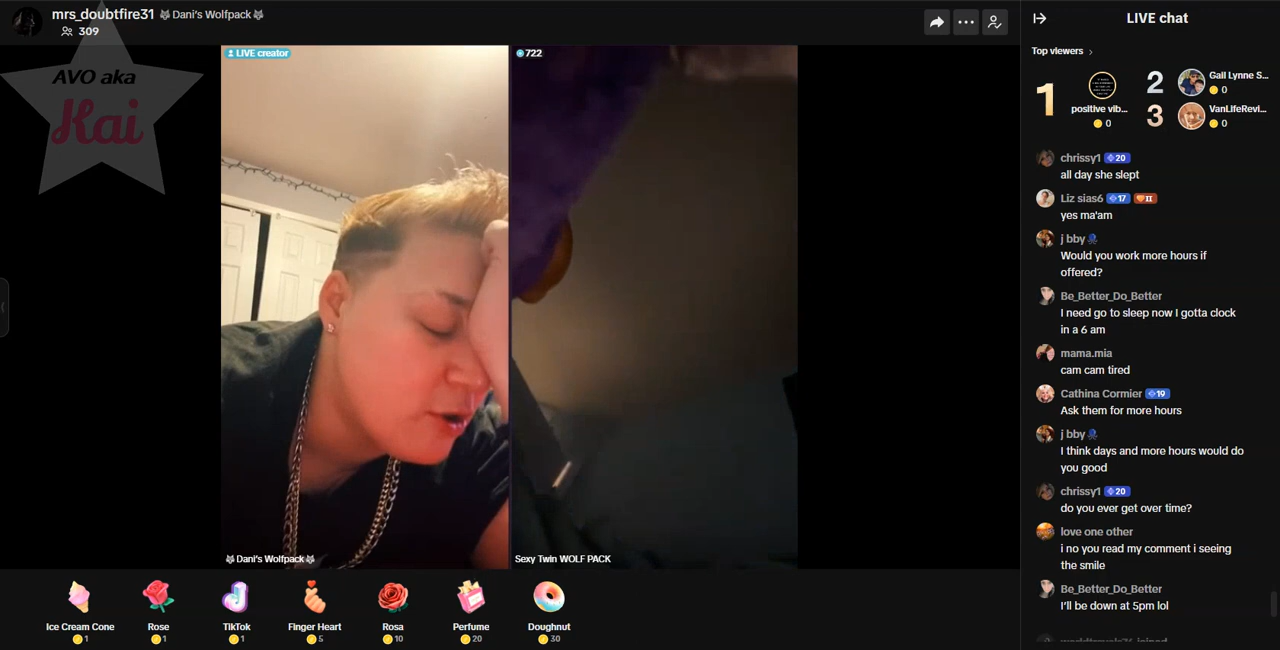 mrs_doubtfire31 🐺 Dani's Wolfpack 🐺
309
AVO aka
Kai
LIVE creator
722
🐺 Dani's Wolfpack 🐺
Sexy Twin WOLF PACK
Ice Cream Cone
1
Rose
1
TikTok
1
Finger Heart
5
Rosa
10
Perfume
20
Doughnut
30
LIVE chat
Top viewers
1
positive vib...
0
2
Gail Lynne S...
0
3
VanLifeRevi...
0
chrissy1 20
all day she slept
Liz sias6 17 II
yes ma'am
j bby
Would you work more hours if
offered?
Be_Better_Do_Better
I need go to sleep now I gotta clock
in a 6 am
mama.mia
cam cam tired
Cathina Cormier 19
Ask them for more hours
j bby
I think days and more hours would do
you good
chrissy1 20
do you ever get over time?
love one other
i no you read my comment i seeing
the smile
Be_Better_Do_Better
I'll be down at 5pm lol
joined